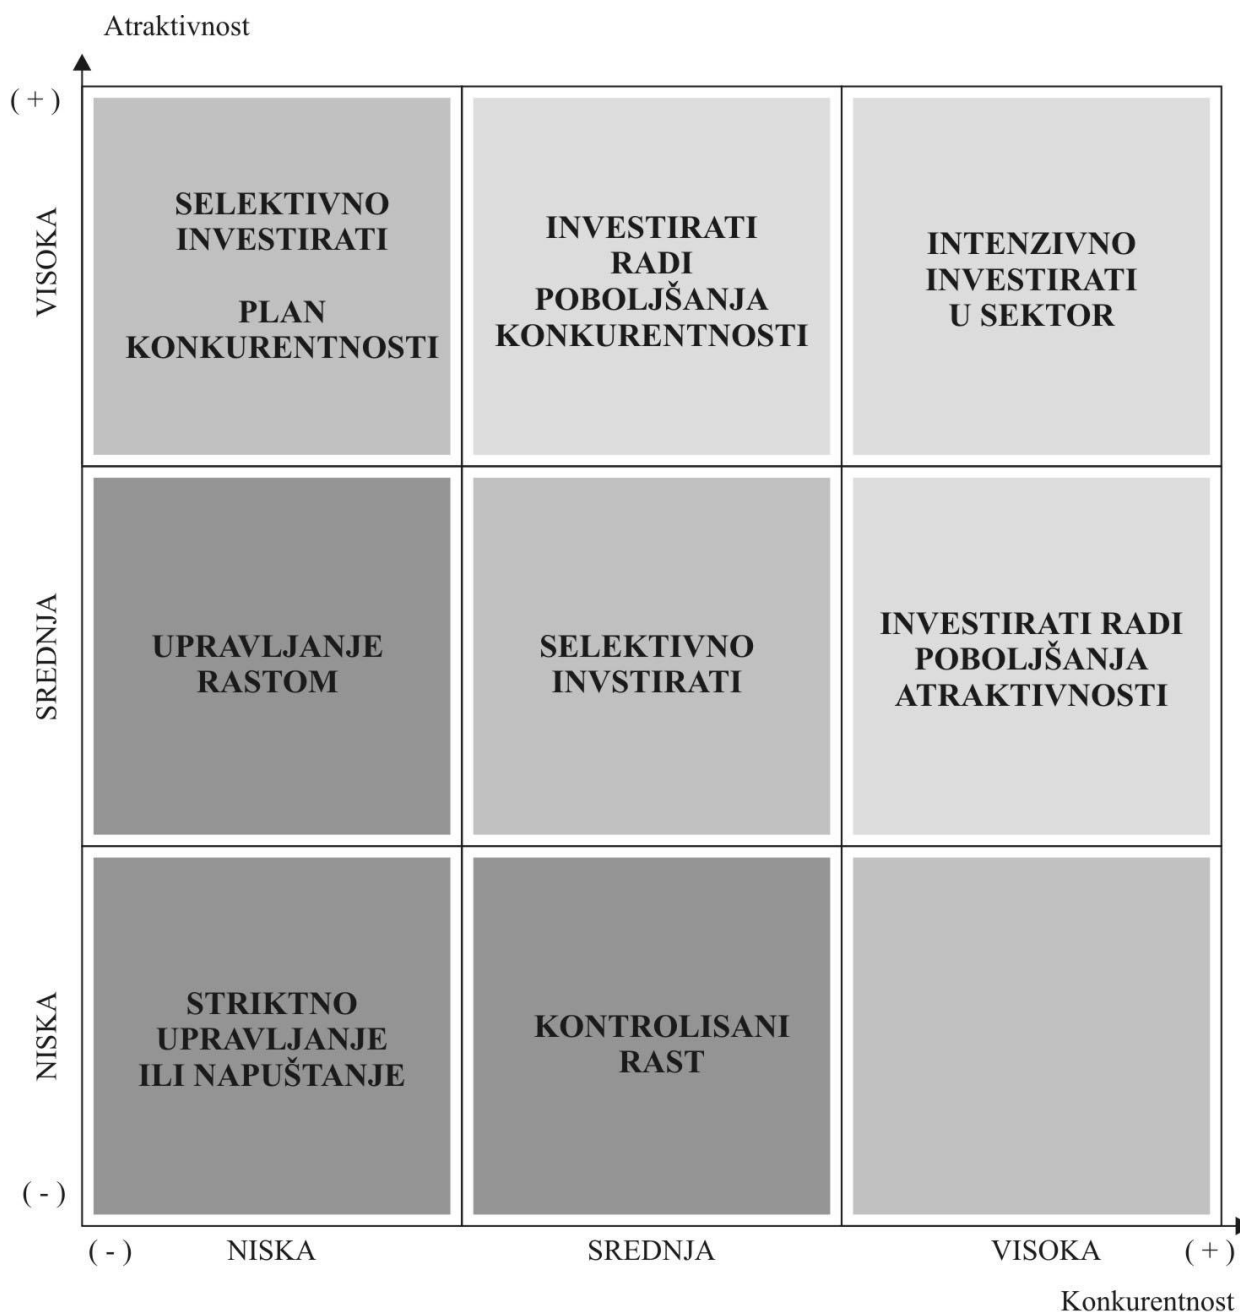 Atraktivnost
( + )
VISOKA
SELEKTIVNO
INVESTIRATI
PLAN
KONKURENTNOSTI
INVESTIRATI
RADI
POBOLJŠANJA
KONKURENTNOSTI
INTENZIVNO
INVESTIRATI
U SEKTOR
SREDNJA
UPRAVLJANJE
RASTOM
SELEKTIVNO
INVSTIRATI
INVESTIRATI RADI
POBOLJŠANJA
ATRAKTIVNOSTI
NISKA
STRIKTNO
UPRAVLJANJE
ILI NAPUŠTANJE
KONTROLISANI
RAST
( - )
( - )
NISKA
SREDNJA
VISOKA
( + )
Konkurentnost